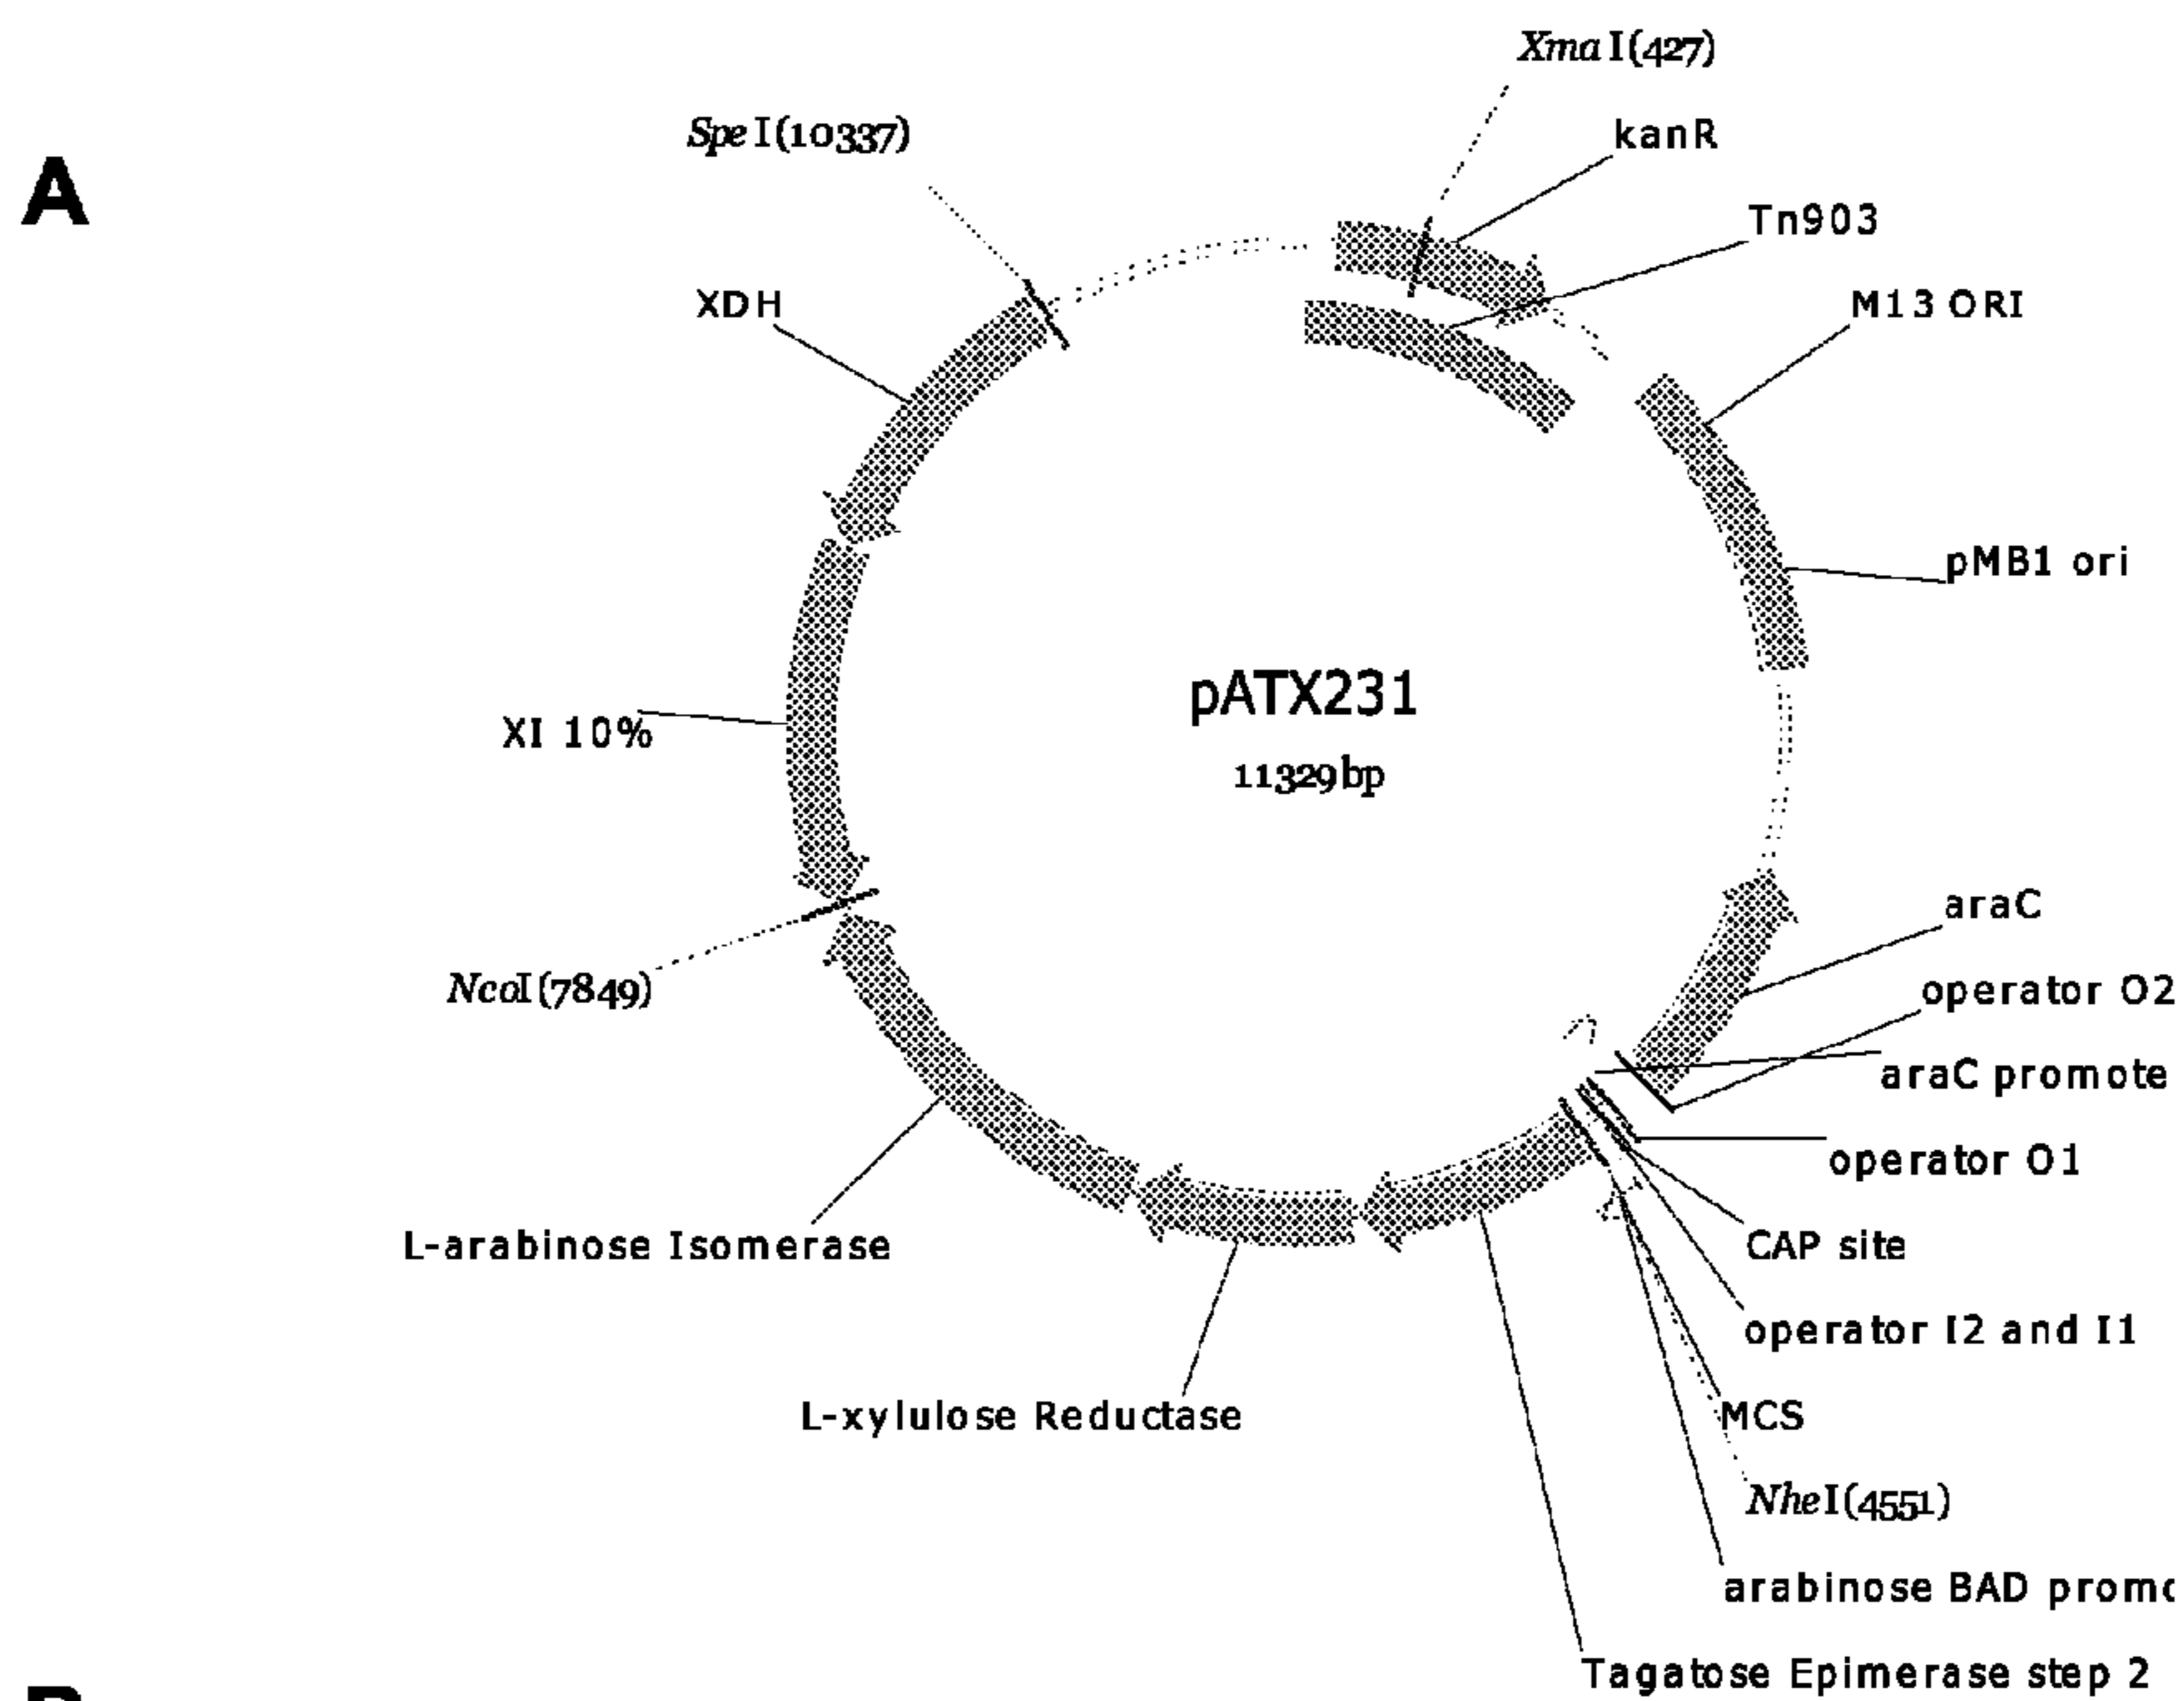 A
XmaI(427)
SpeI(10337)
kanR
Tn903
XDH
M13 ORI
pMB1 ori
pATX231
11329bp
XI 10%
araC
NcoI(7849)
operator O2
araC promote
operator O1
L-arabinose Isomerase
CAP site
operator I2 and I1
L-xylulose Reductase
MCS
NheI(4551)
arabinose BAD promo
Tagatose Epimerase step 2